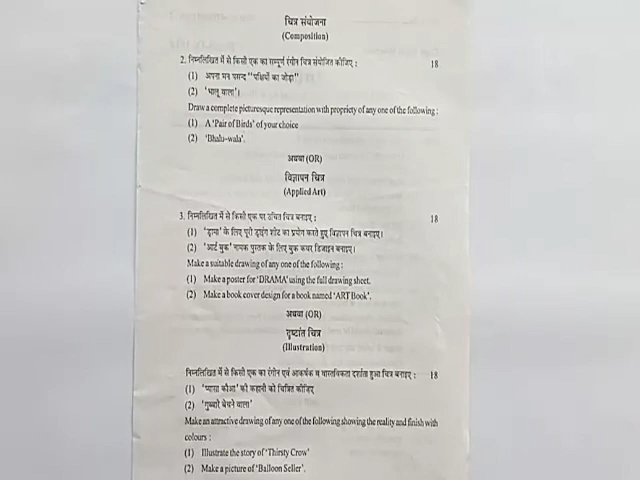 चित्र संयोजना
(Composition)
2. निम्नलिखित में से किसी एक का सम्पूर्ण रंगीन चित्र संयोजित कीजिए : 18
(1) अपना मन पसन्द "पक्षियों का जोड़ा"
(2) 'भालू वाला'।
Draw a complete picturesque representation with propriety of any one of the following :
(1) A 'Pair of Birds' of your choice
(2) 'Bhalu-wala'.
अथवा (OR)
विज्ञापन चित्र
(Applied Art)
3. निम्नलिखित में से किसी एक पर उचित चित्र बनाइए : 18
(1) 'ड्रामा' के लिए पूरी ड्राइंग शीट का प्रयोग करते हुए विज्ञापन चित्र बनाइए।
(2) 'आर्ट बुक' नामक पुस्तक के लिए बुक कवर डिजाइन बनाइए।
Make a suitable drawing of any one of the following :
(1) Make a poster for 'DRAMA' using the full drawing sheet.
(2) Make a book cover design for a book named 'ART Book'.
अथवा (OR)
दृष्टांत चित्र
(Illustration)
निम्नलिखित में से किसी एक का रंगीन एवं आकर्षक व वास्तविकता दर्शाता हुआ चित्र बनाइए : 18
(1) 'प्यासा कौआ' की कहानी को चित्रित कीजिए
(2) 'गुब्बारे बेचने वाला'
Make an attractive drawing of any one of the following showing the reality and finish with
colours :
(1) Illustrate the story of 'Thirsty Crow'
(2) Make a picture of 'Balloon Seller'.